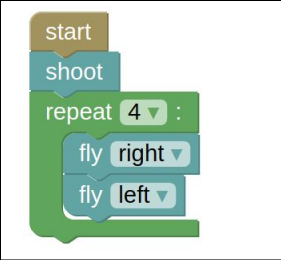 start
shoot
repeat 4 ▾ :
fly right ▾
fly left ▾